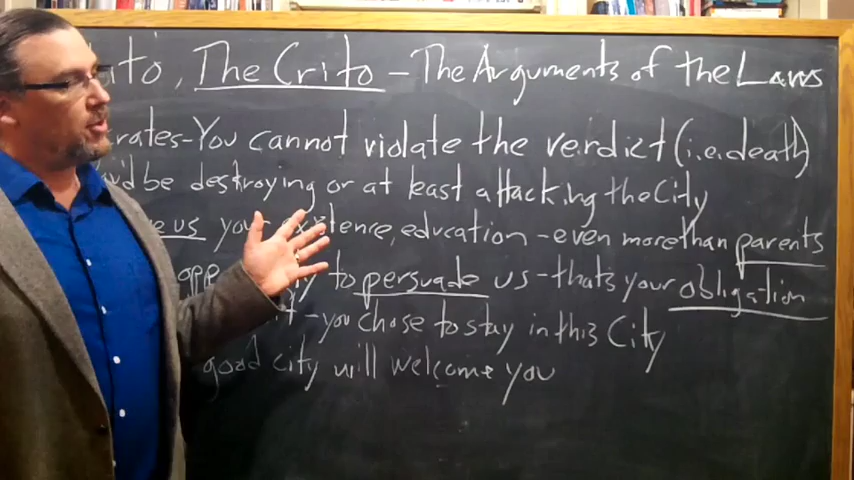 ito, The Crito - The Arguments of the Laws
rates-You cannot violate the verdict (i.e. death)
'd be destroying or at least attacking the City
us your existence, education - even more than parents
opp to persuade us - thats your obligation
- you chose to stay in this City
good city will welcome you